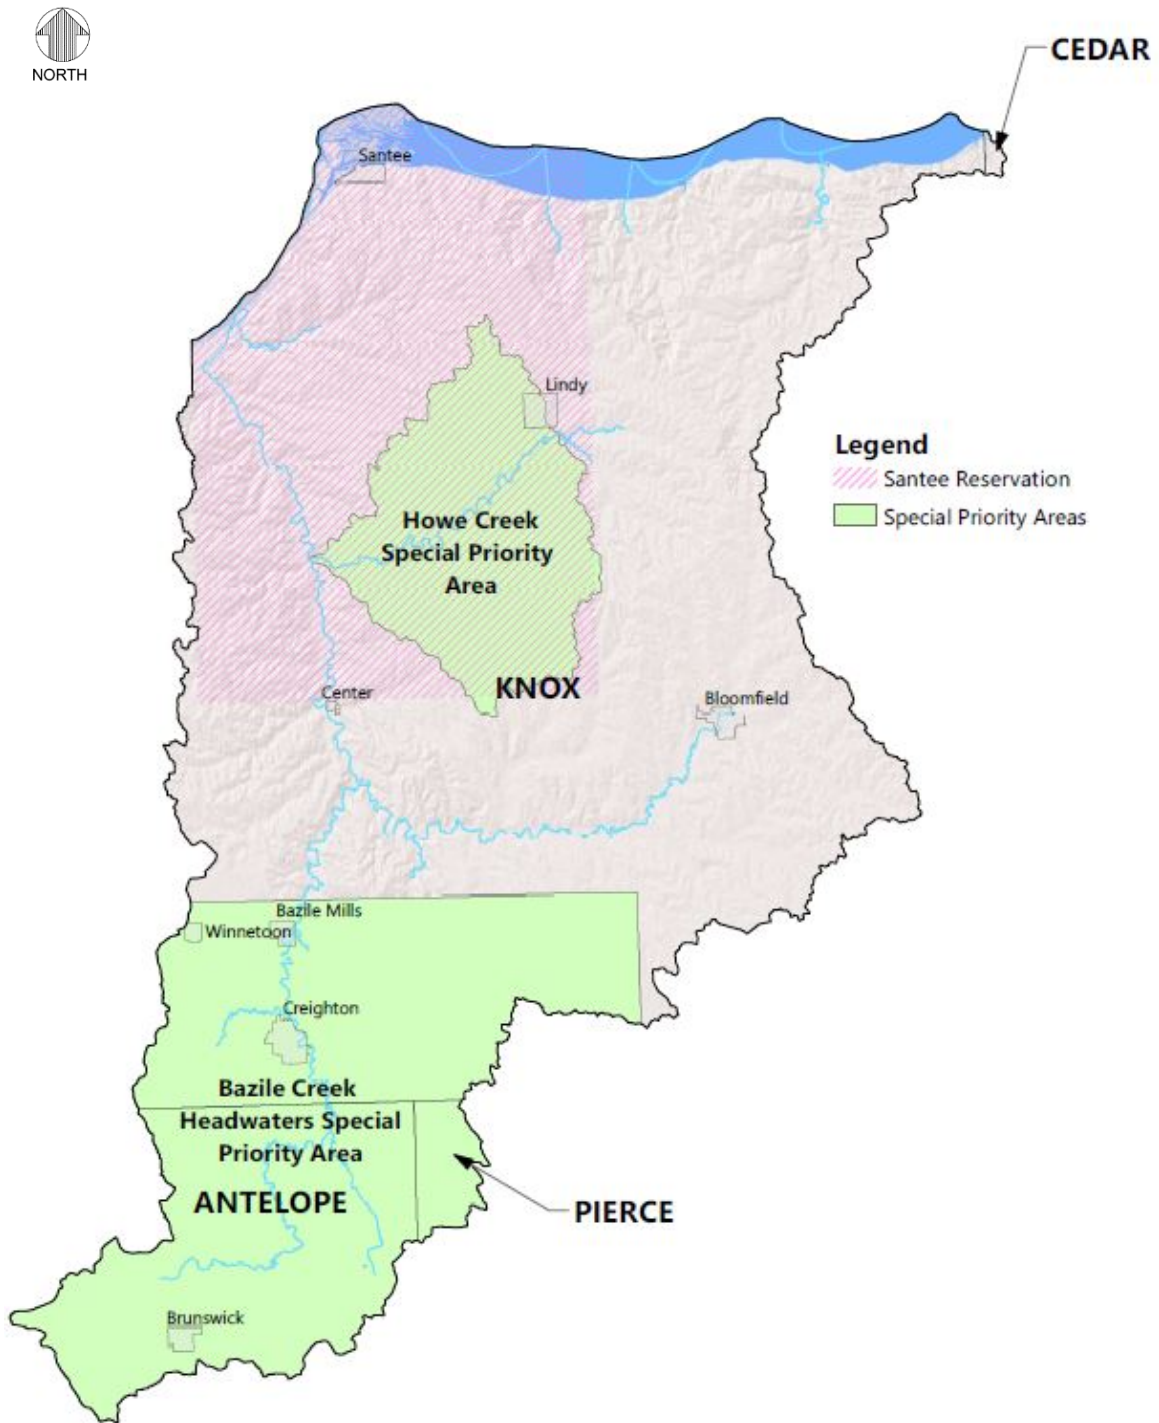 NORTH
CEDAR
Santee
Lindy
Legend
Santee Reservation
Special Priority Areas
Howe Creek
Special Priority
Area
KNOX
Center
Bloomfield
Bazile Mills
Winnetoon
Creighton
Bazile Creek
Headwaters Special
Priority Area
ANTELOPE
PIERCE
Brunswick